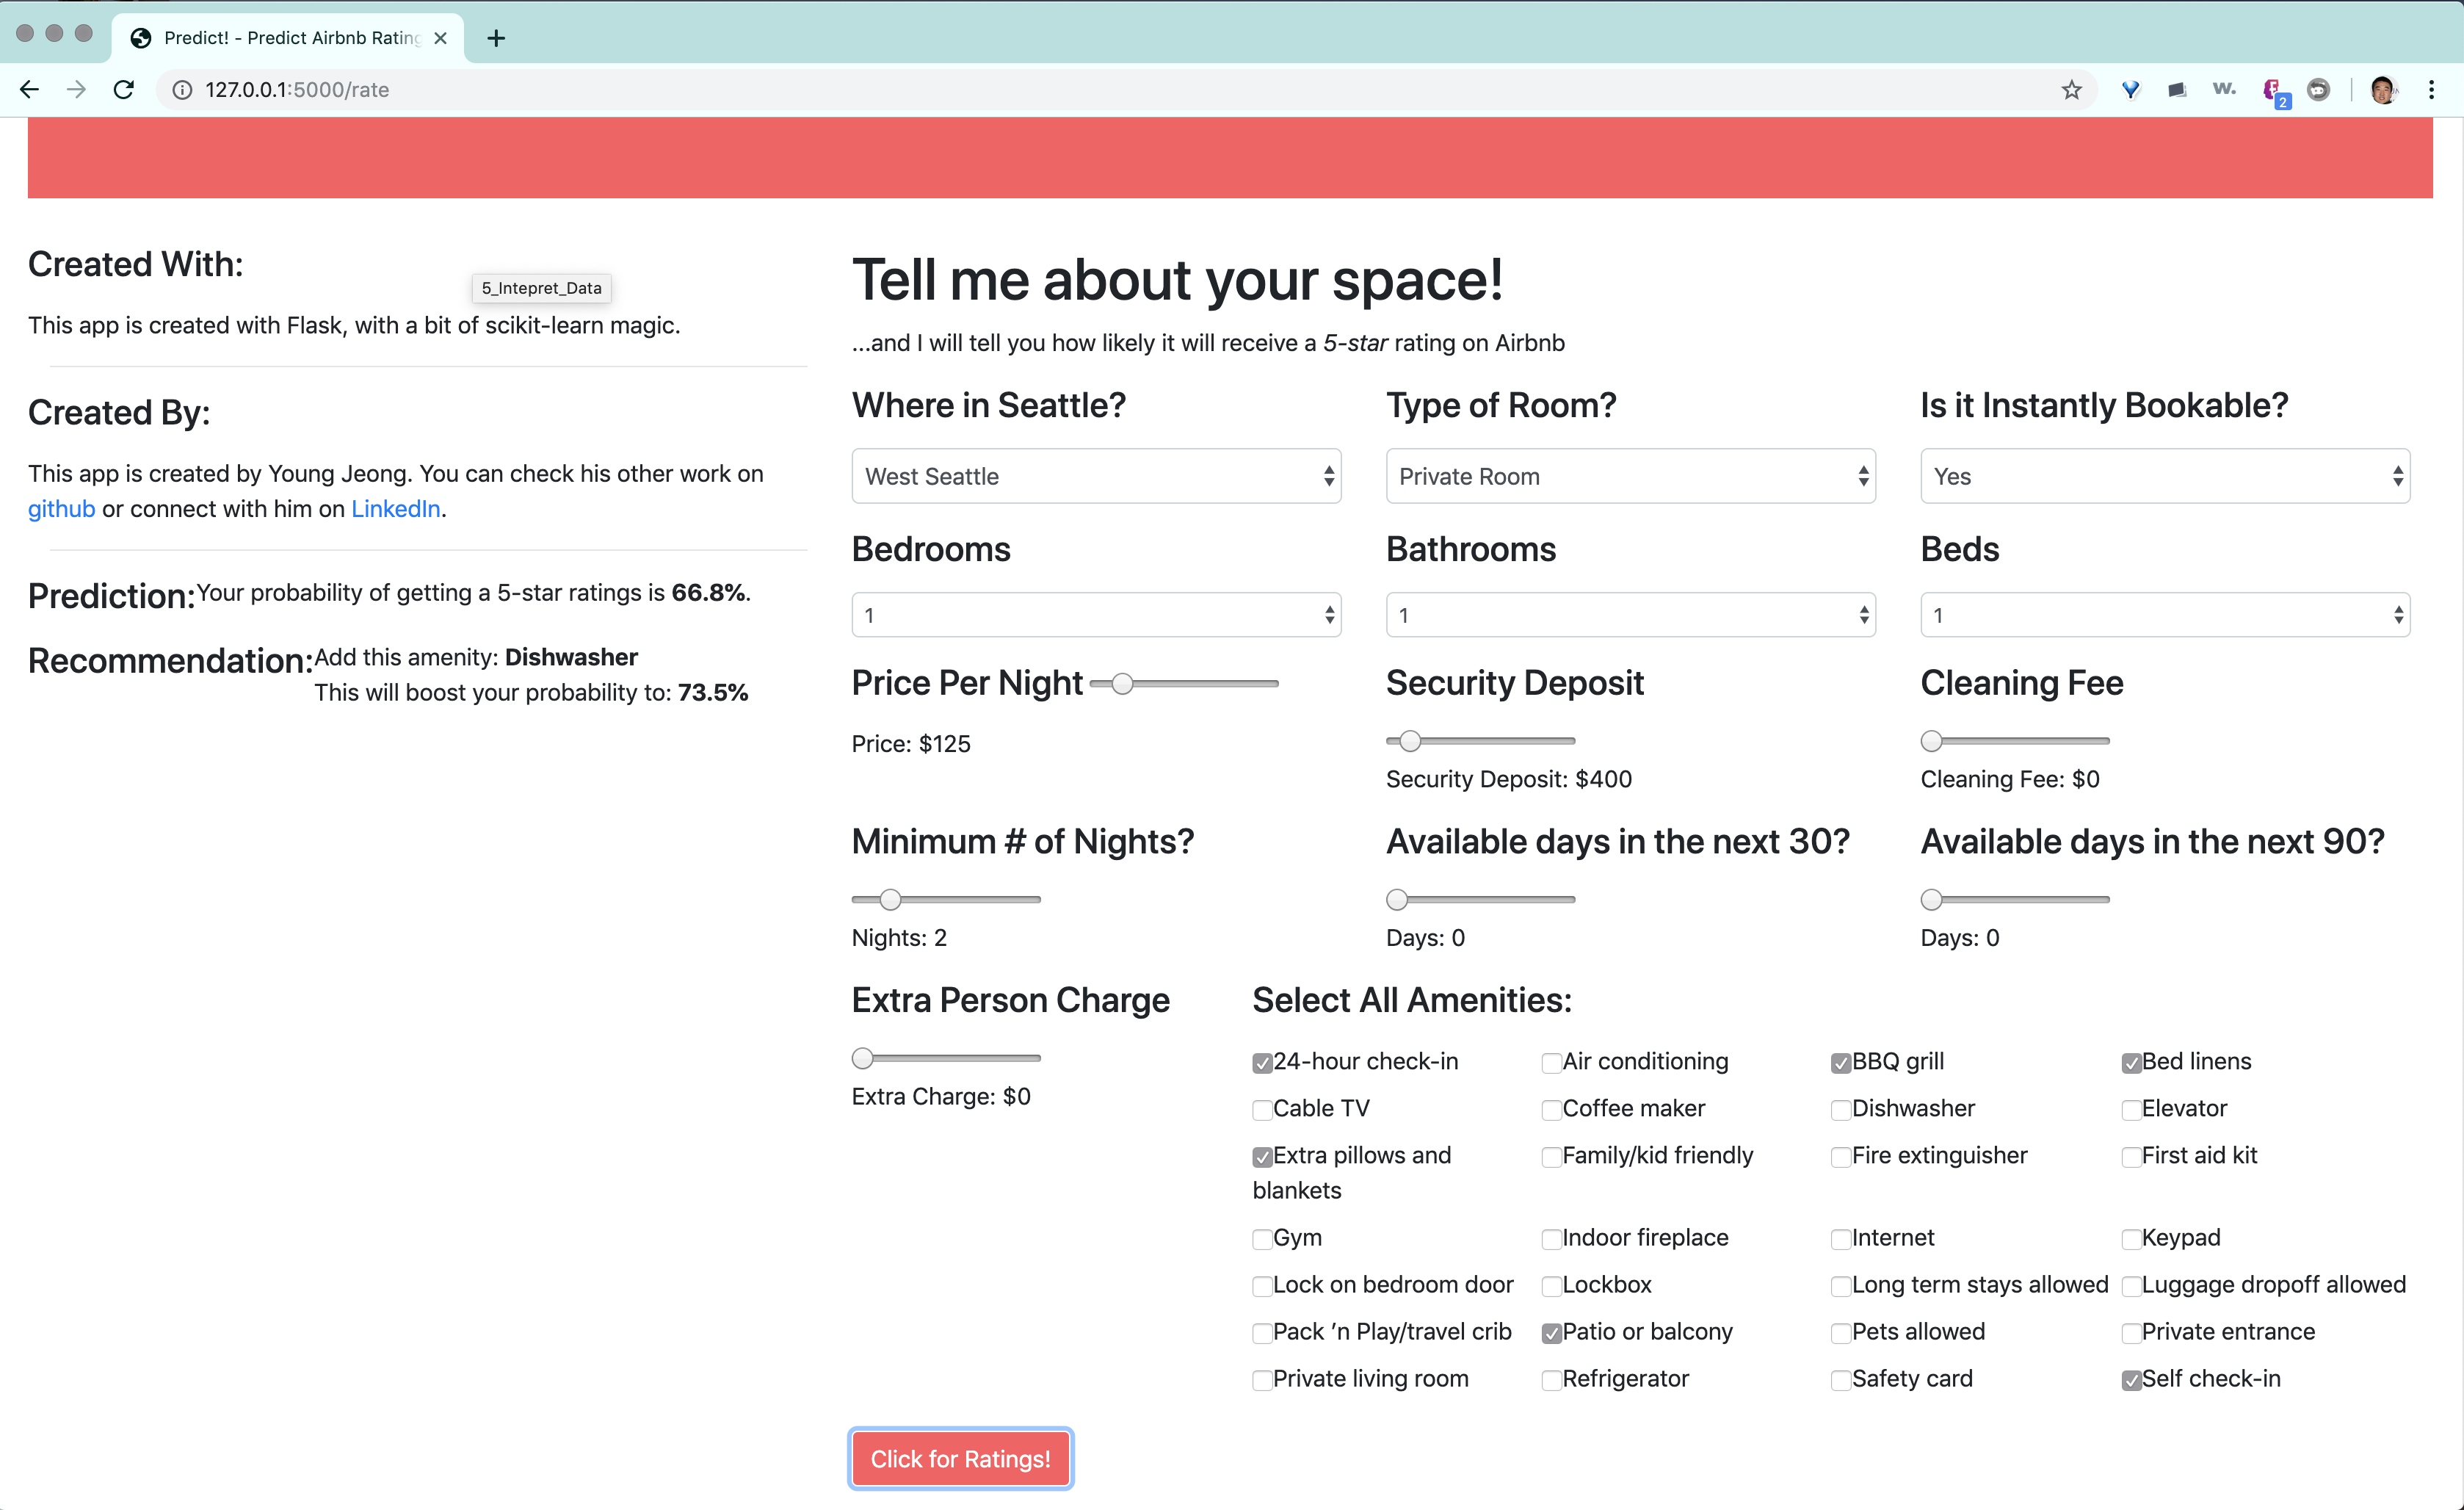 Predict! - Predict Airbnb Rating
127.0.0.1:5000/rate
W.
2
Created With:
5_Intepret_Data
This app is created with Flask, with a bit of scikit-learn magic.
Created By:
This app is created by Young Jeong. You can check his other work on
github or connect with him on LinkedIn.
Prediction: Your probability of getting a 5-star ratings is 66.8%.
Recommendation: Add this amenity: Dishwasher
This will boost your probability to: 73.5%
Tell me about your space!
...and I will tell you how likely it will receive a 5-star rating on Airbnb
Where in Seattle? Type of Room? Is it Instantly Bookable?
West Seattle Private Room Yes
Bedrooms Bathrooms Beds
1 1 1
Price Per Night Security Deposit Cleaning Fee
Price: $125
Security Deposit: $400 Cleaning Fee: $0
Minimum # of Nights? Available days in the next 30? Available days in the next 90?
Nights: 2 Days: 0 Days: 0
Extra Person Charge Select All Amenities:
Extra Charge: $0
24-hour check-in Air conditioning BBQ grill Bed linens
Cable TV Coffee maker Dishwasher Elevator
Extra pillows and Family/kid friendly Fire extinguisher First aid kit
blankets
Gym Indoor fireplace Internet Keypad
Lock on bedroom door Lockbox Long term stays allowed Luggage dropoff allowed
Pack ’n Play/travel crib Patio or balcony Pets allowed Private entrance
Private living room Refrigerator Safety card Self check-in
Click for Ratings!